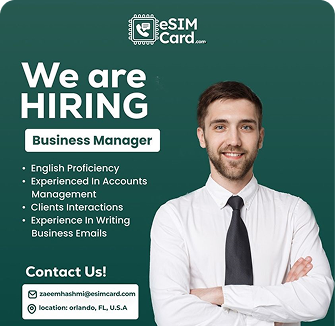 eSIM
Card.com
We are
HIRING
Business Manager
• English Proficiency
• Experienced In Accounts
Management
• Clients Interactions
• Experience In Writing
Business Emails
Contact Us!
zaeemhashmi@esimcard.com
location: orlando, FL, U.S.A